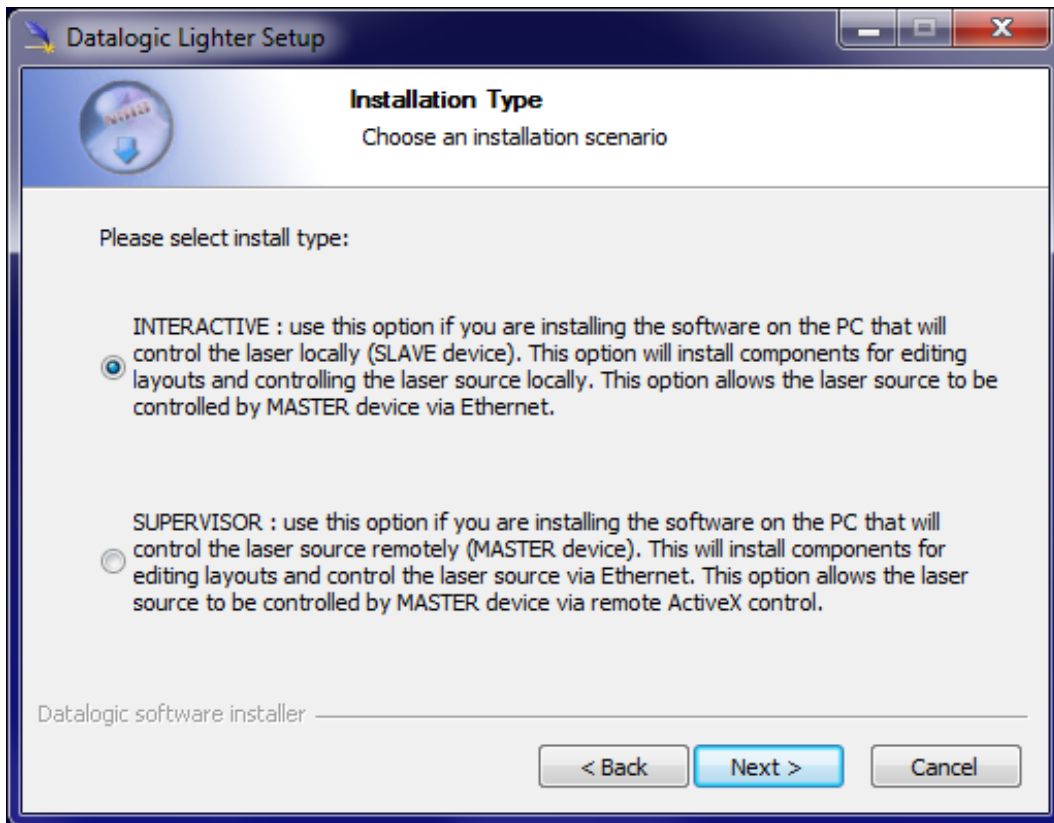 Datalogic Lighter Setup
Installation Type
Choose an installation scenario
Please select install type:
INTERACTIVE : use this option if you are installing the software on the PC that will
control the laser locally (SLAVE device). This option will install components for editing
layouts and controlling the laser source locally. This option allows the laser source to be
controlled by MASTER device via Ethernet.
SUPERVISOR : use this option if you are installing the software on the PC that will
control the laser source remotely (MASTER device). This will install components for
editing layouts and control the laser source via Ethernet. This option allows the laser
source to be controlled by MASTER device via remote ActiveX control.
Datalogic software installer
< Back Next > Cancel